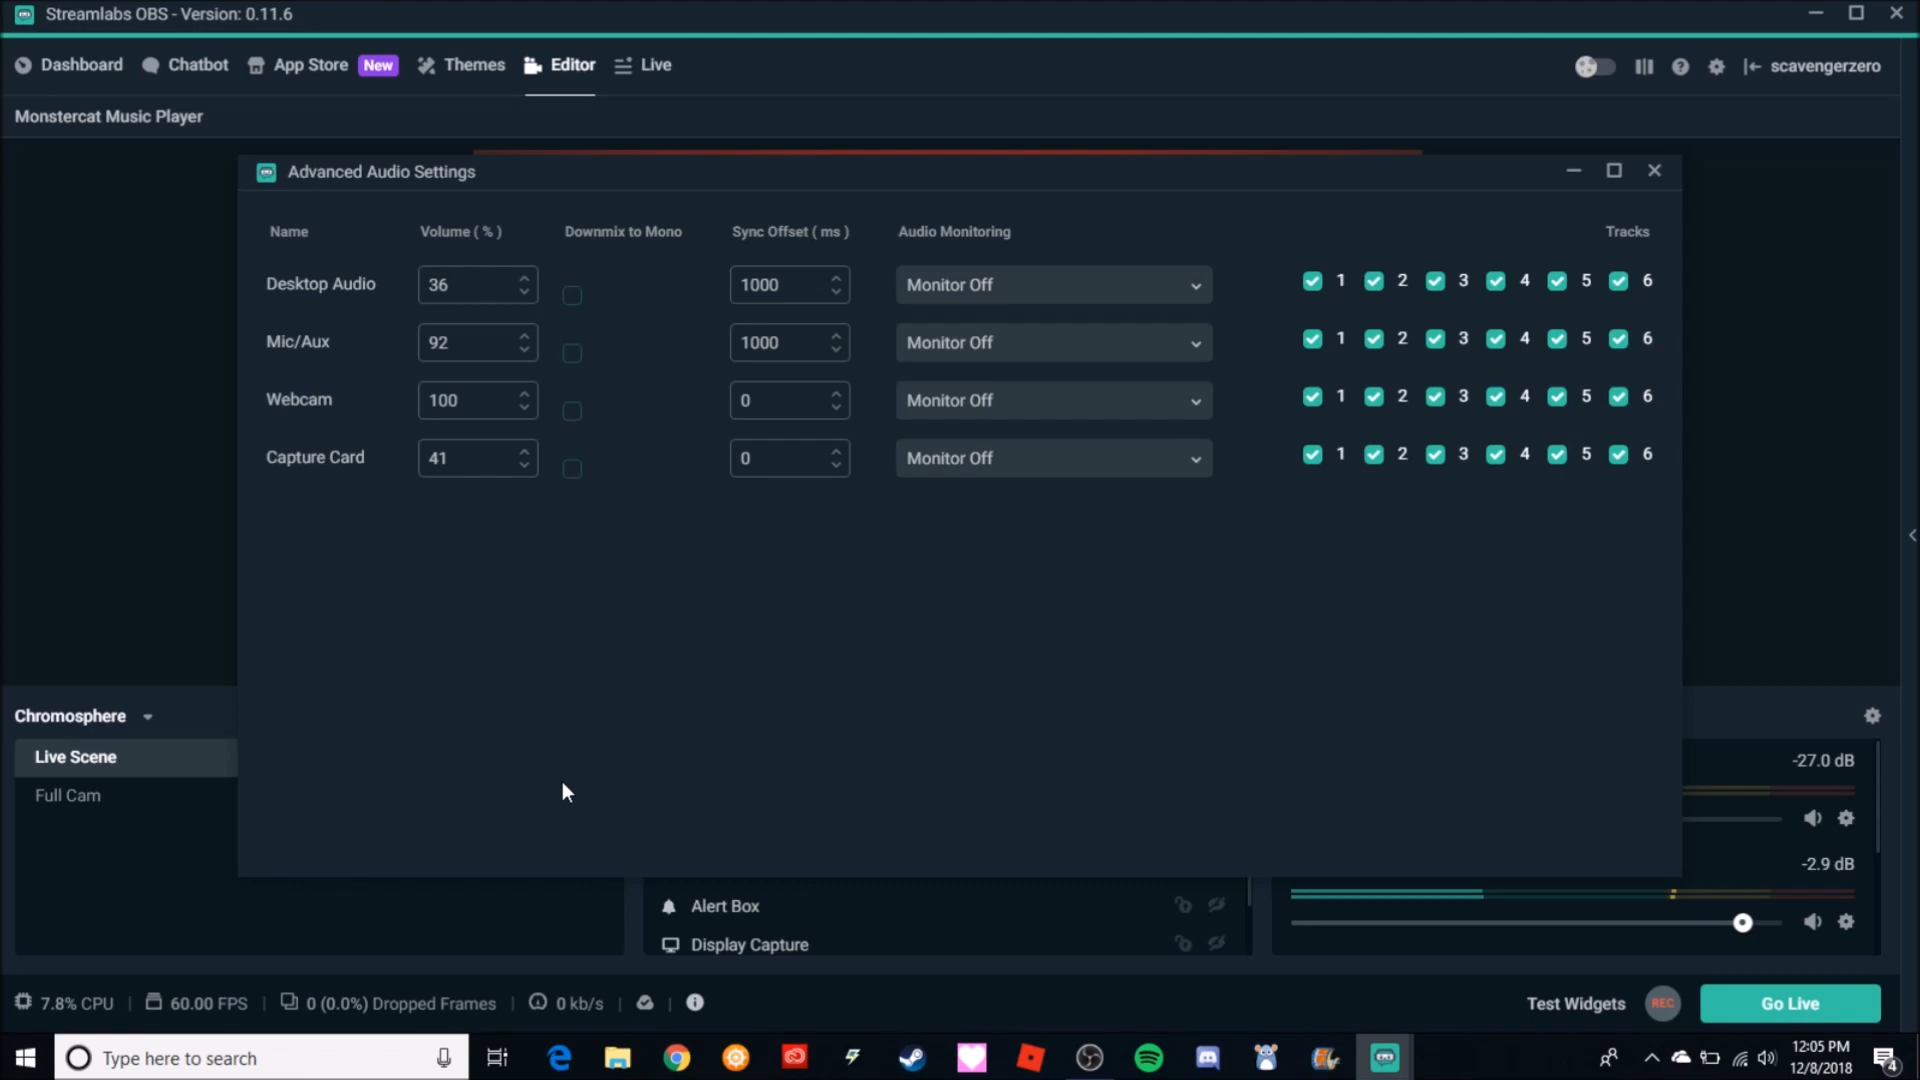 Streamlabs OBS - Version: 0.11.6
Dashboard Chatbot App Store New Themes Editor Live scavengerzero
Monstercat Music Player
Advanced Audio Settings
Name Volume ( % ) Downmix to Mono Sync Offset ( ms ) Audio Monitoring Tracks
Desktop Audio 36 1000 Monitor Off 1 2 3 4 5 6
Mic/Aux 92 1000 Monitor Off 1 2 3 4 5 6
Webcam 100 0 Monitor Off 1 2 3 4 5 6
Capture Card 41 0 Monitor Off 1 2 3 4 5 6
Chromosphere
Live Scene
Full Cam
Alert Box
Display Capture
-27.0 dB
-2.9 dB
7.8% CPU | 60.00 FPS | 0 (0.0%) Dropped Frames | 0 kb/s | |
Test Widgets REC Go Live
Type here to search
12:05 PM
12/8/2018
4